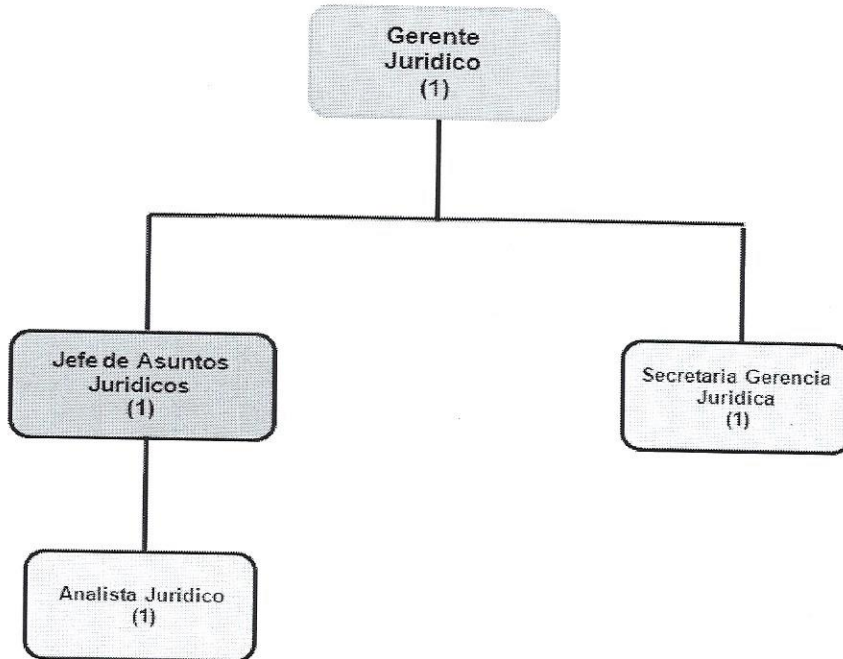 Gerente
Juridico
(1)
Jefe de Asuntos
Juridicos
(1)
Secretaria Gerencia
Juridica
(1)
Analista Juridico
(1)